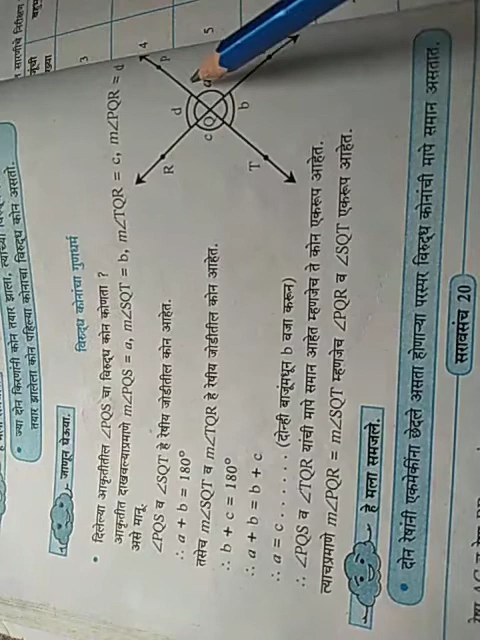 • ज्या दोन किरणांनी कोन तयार झाला, त्यांच्या
तयार झालेला कोन पहिल्या कोनाचा विरुद्ध कोन असतो.
जाणून घेऊया.
विरुद्ध कोनांचा गुणधर्म
• दिलेल्या आकृतीतील ∠PQS चा विरुद्ध कोन कोणता ?
आकृतीत दाखवल्याप्रमाणे m∠PQS = a, m∠SQT = b, m∠TQR = c, m∠PQR = d
असे मानू.
∠PQS व ∠SQT हे रेषीय जोडीतील कोन आहेत.
∴ a + b = 180°
तसेच m∠SQT व m∠TQR हे रेषीय जोडीतील कोन आहेत.
∴ b + c = 180°
∴ a + b = b + c
∴ a = c . . . . . . . (दोन्ही बाजूंमधून b वजा करून)
∴ ∠PQS व ∠TQR यांची मापे समान आहेत म्हणजेच ते कोन एकरूप आहेत.
त्याचप्रमाणे m∠PQR = m∠SQT म्हणजेच ∠PQR व ∠SQT एकरूप आहेत.
R
P
d
c
Q
a
b
T
हे मला समजले.
• दोन रेषांनी एकमेकींना छेदले असता होणाऱ्या परस्पर विरुद्ध कोनांची मापे समान असतात.
सरावसंच 20
3
4
5